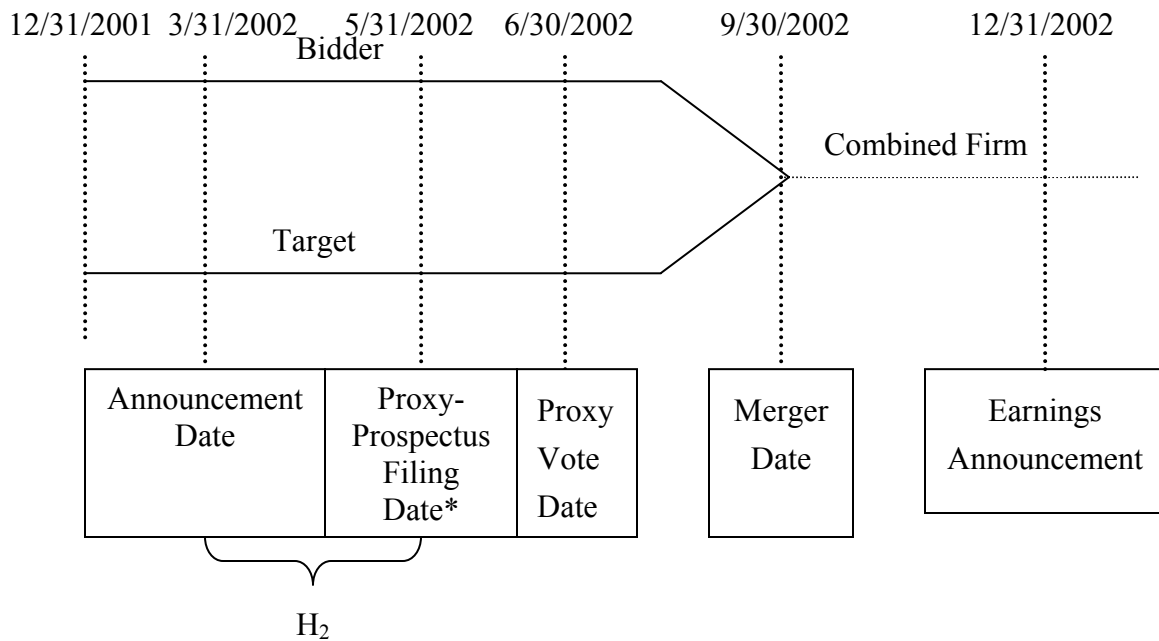 12/31/2001 3/31/2002 5/31/2002 6/30/2002 9/30/2002 12/31/2002
Bidder
Combined Firm
Target
Announcement
Date
Proxy-
Prospectus
Filing
Date*
Proxy
Vote
Date
Merger
Date
Earnings
Announcement
H₂